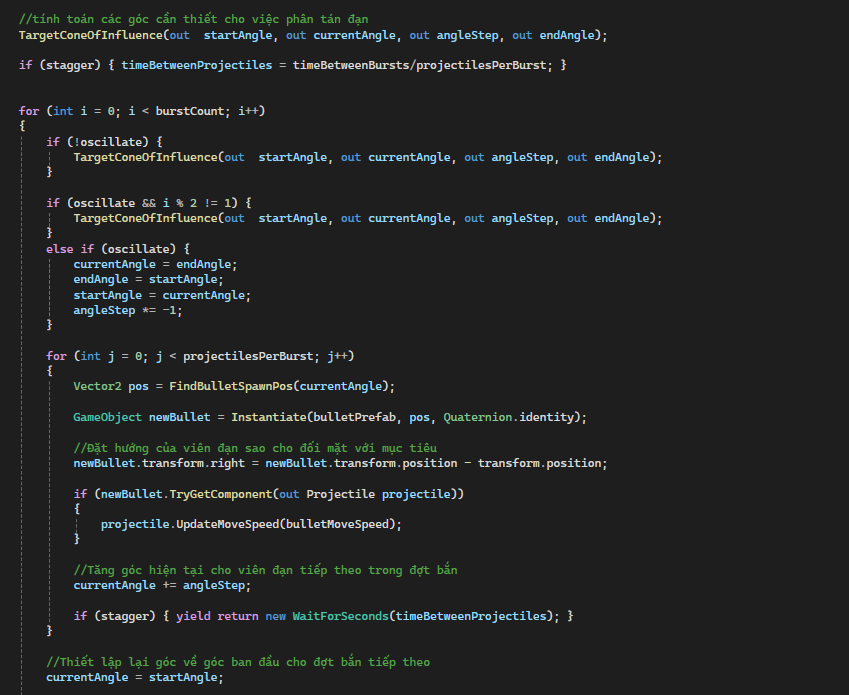 //tính toán các góc cần thiết cho việc phân tán đạn
TargetConeOfInfluence(out  startAngle, out currentAngle, out angleStep, out endAngle);
if (stagger) { timeBetweenProjectiles = timeBetweenBursts/projectilesPerBurst; }
for (int i = 0; i < burstCount; i++)
{
if (!oscillate) {
TargetConeOfInfluence(out  startAngle, out currentAngle, out angleStep, out endAngle);
}
if (oscillate && i % 2 != 1) {
TargetConeOfInfluence(out  startAngle, out currentAngle, out angleStep, out endAngle);
}
else if (oscillate) {
currentAngle = endAngle;
endAngle = startAngle;
startAngle = currentAngle;
angleStep *= -1;
}
for (int j = 0; j < projectilesPerBurst; j++)
{
Vector2 pos = FindBulletSpawnPos(currentAngle);
GameObject newBullet = Instantiate(bulletPrefab, pos, Quaternion.identity);
//Đặt hướng của viên đạn sao cho đối mặt với mục tiêu
newBullet.transform.right = newBullet.transform.position - transform.position;
if (newBullet.TryGetComponent(out Projectile projectile))
{
projectile.UpdateMoveSpeed(bulletMoveSpeed);
}
//Tăng góc hiện tại cho viên đạn tiếp theo trong đợt bắn
currentAngle += angleStep;
if (stagger) { yield return new WaitForSeconds(timeBetweenProjectiles); }
}
//Thiết lập lại góc về góc ban đầu cho đợt bắn tiếp theo
currentAngle = startAngle;